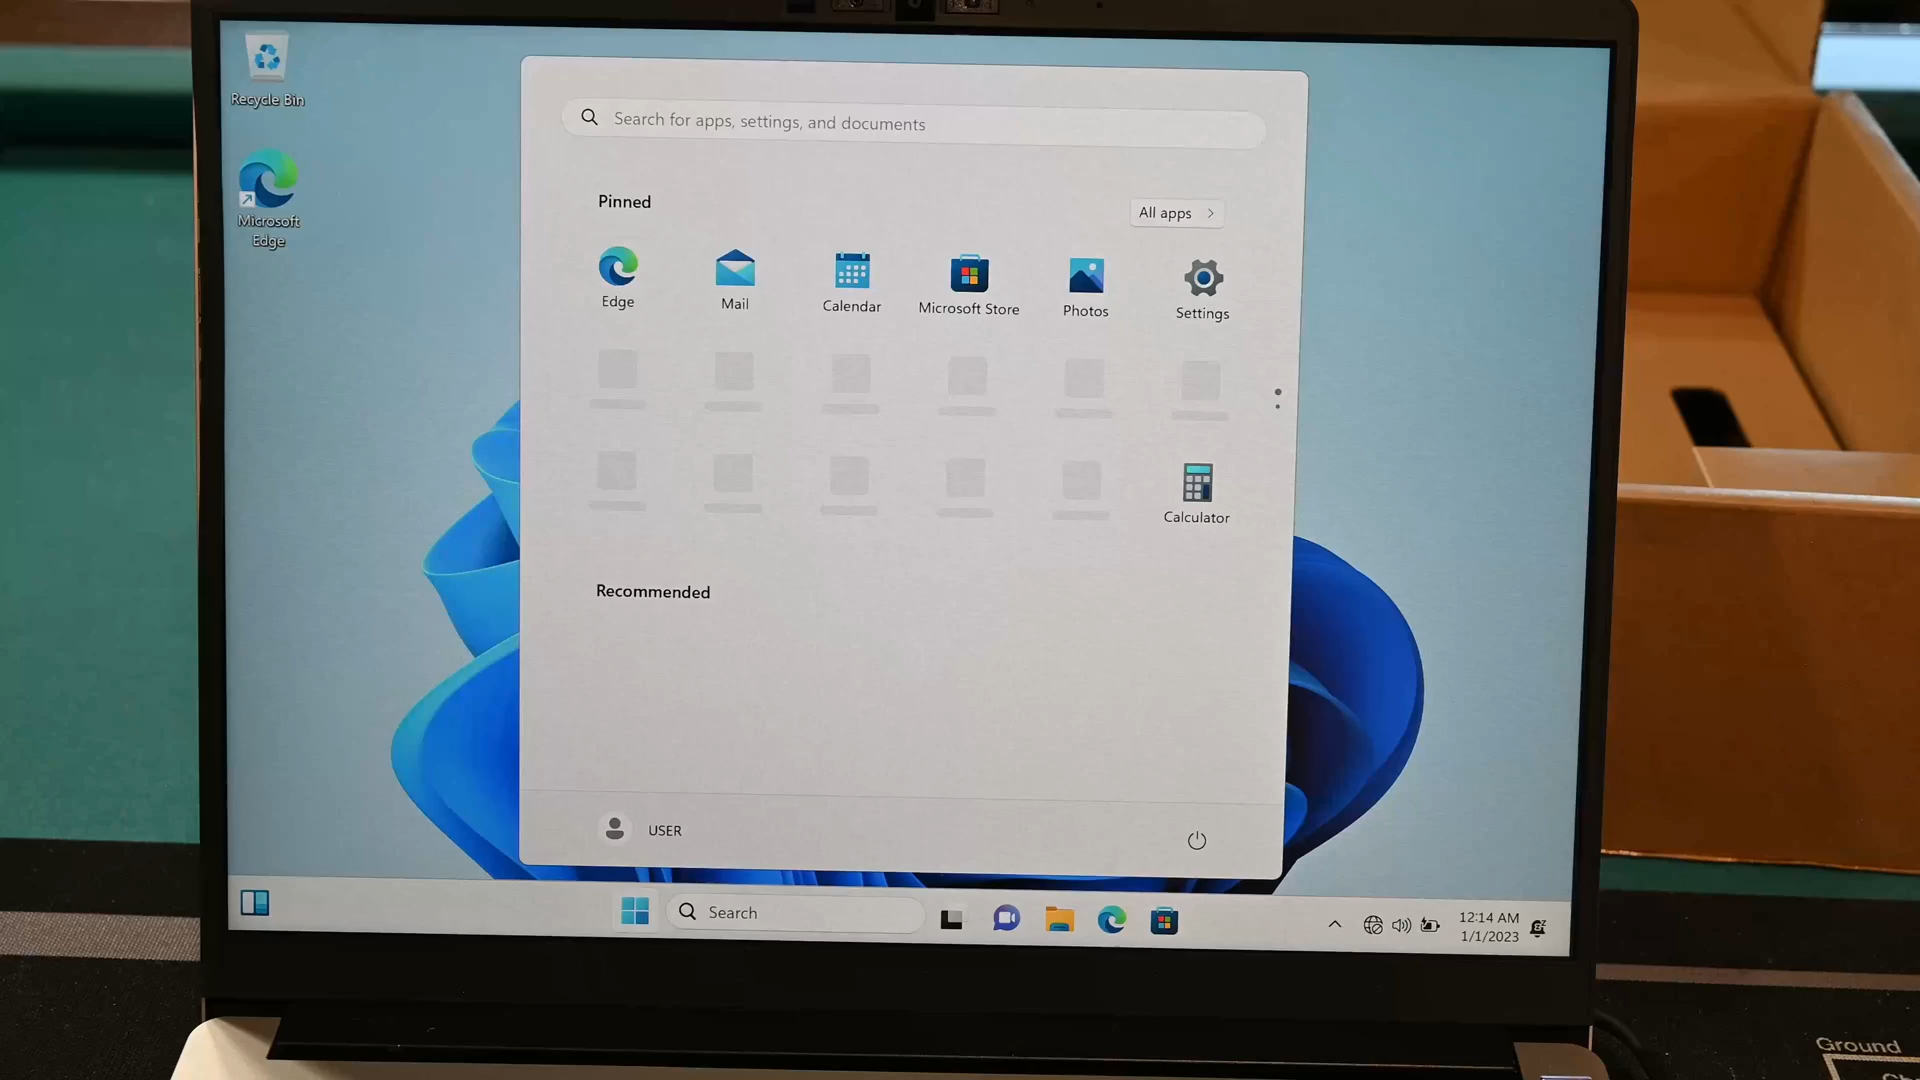 Recycle Bin
Microsoft
Edge
Search for apps, settings, and documents
Pinned
All apps
Edge
Mail
Calendar
Microsoft Store
Photos
Settings
Calculator
Recommended
USER
Search
12:14 AM
1/1/2023
Ground